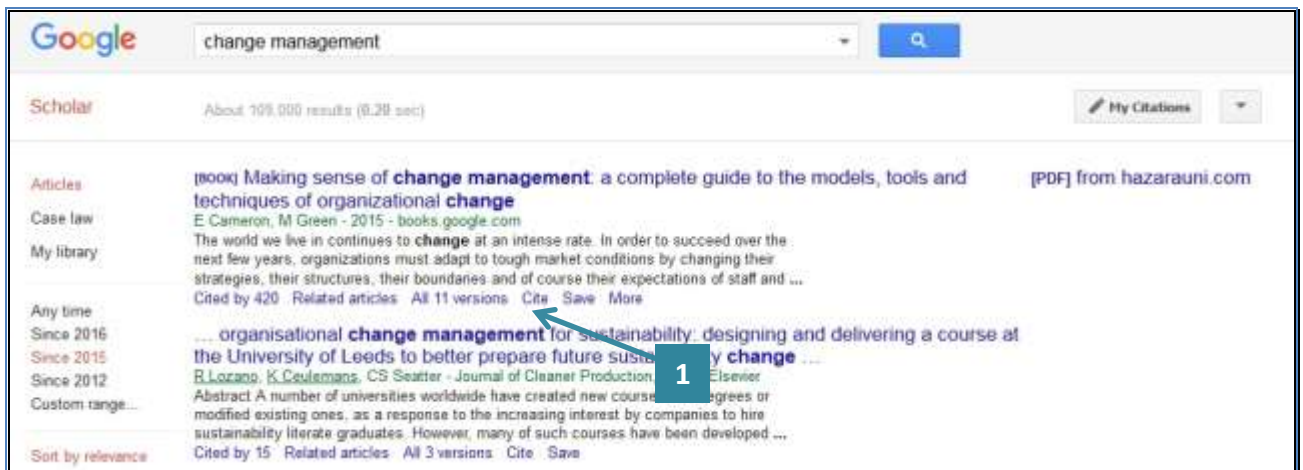 Google
change management
Scholar
About 109,000 results (0.29 sec)
My Citations
Articles
Case law
My library
Any time
Since 2016
Since 2015
Since 2012
Custom range...
Sort by relevance
[BOOK] Making sense of change management: a complete guide to the models, tools and
techniques of organizational change
[PDF] from hazarauni.com
E Cameron, M Green - 2015 - books.google.com
The world we live in continues to change at an intense rate. In order to succeed over the
next few years, organizations must adapt to tough market conditions by changing their
strategies, their structures, their boundaries and of course their expectations of staff and ...
Cited by 420 Related articles All 11 versions Cite Save More
... organisational change management for sustainability: designing and delivering a course at
the University of Leeds to better prepare future change ...
R Lozano, K Ceulemans, CS Seatter - Journal of Cleaner Production, Elsevier
Abstract A number of universities worldwide have created new or
modified existing ones, as a response to the increasing interest by companies to hire
sustainability literate graduates. However, many of such courses have been developed ...
Cited by 15 Related articles All 3 versions Cite Save
1